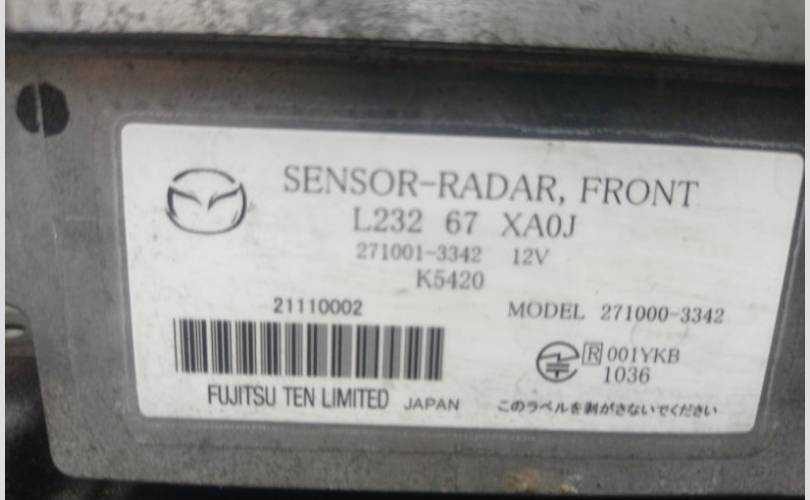 SENSOR-RADAR, FRONT
L232 67 XA0J
271001-3342 12V
K5420
21110002
MODEL 271000-3342
R 001YKB
1036
FUJITSU TEN LIMITED JAPAN
このラベルを剥がさないでください